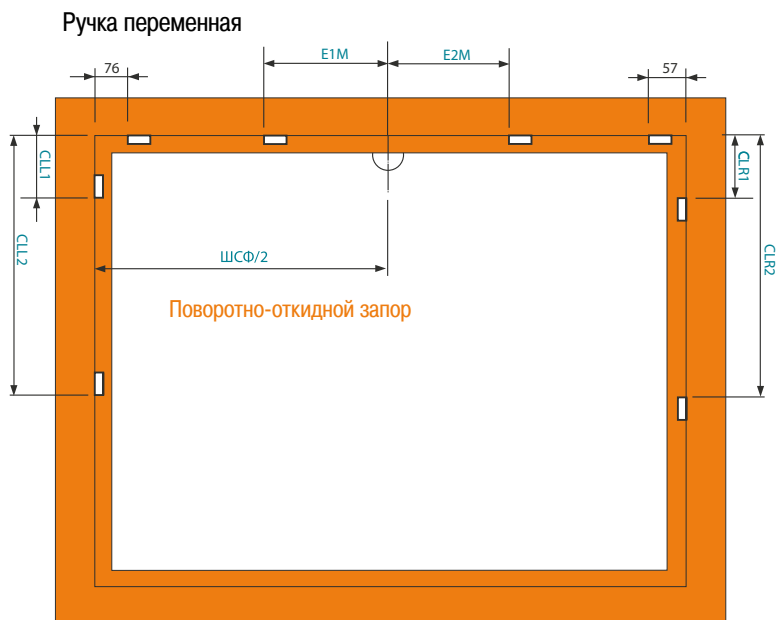 Ручка переменная
76
E1M
E2M
57
CLL1
CLL2
CLR1
CLR2
ШСФ/2
Поворотно-откидной запор